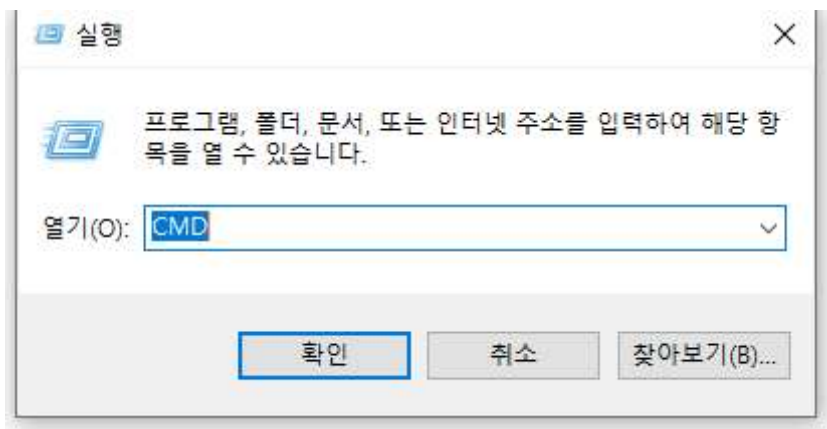 실행
프로그램, 폴더, 문서, 또는 인터넷 주소를 입력하여 해당 항
목을 열 수 있습니다.
열기(O): CMD
확인 취소 찾아보기(B)...